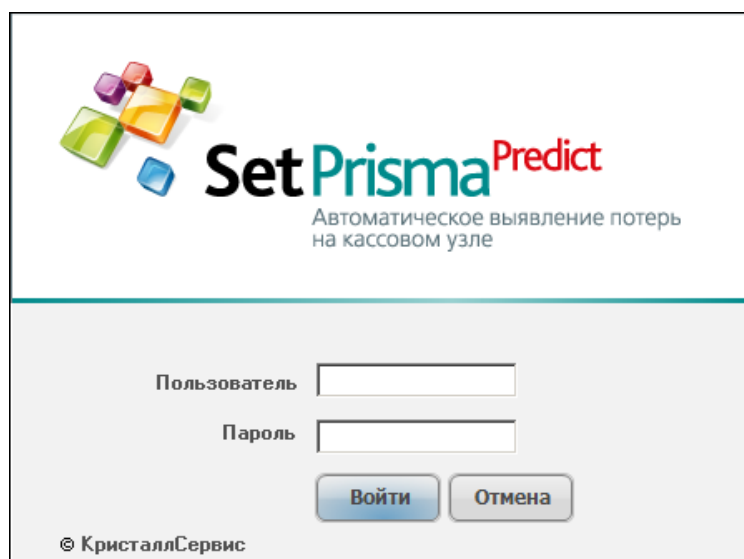 Set Prisma Predict
Автоматическое выявление потерь
на кассовом узле
Пользователь
Пароль
Войти Отмена
© КристаллСервис